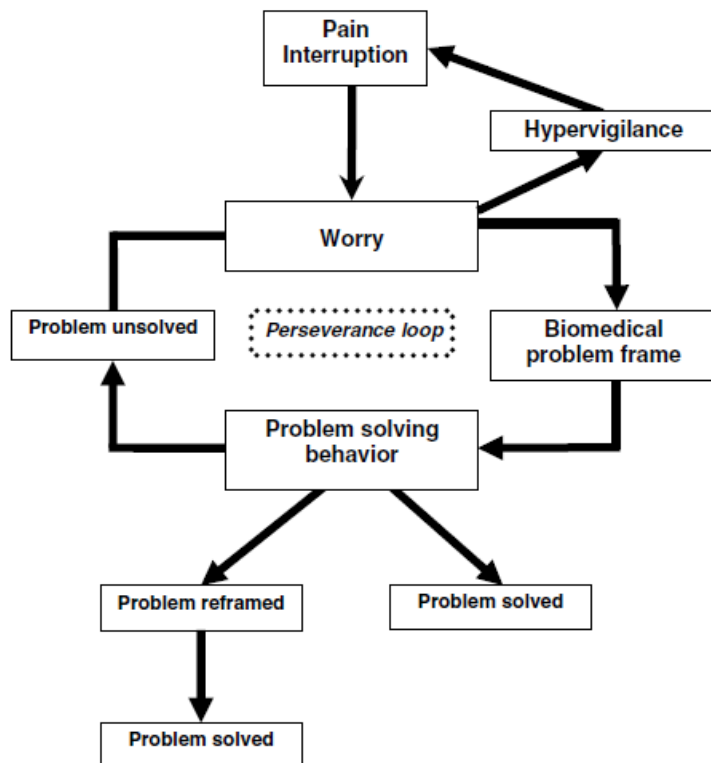 Pain
Interruption
Hypervigilance
Worry
Problem unsolved
Perseverance loop
Biomedical
problem frame
Problem solving
behavior
Problem reframed
Problem solved
Problem solved